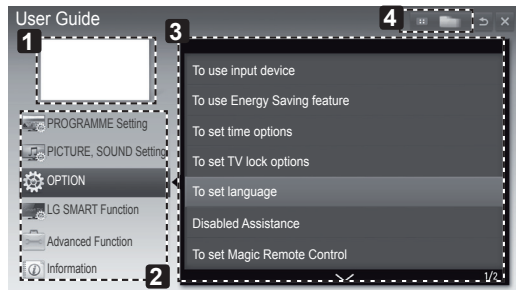 User Guide
4
1
3
To use input device
To use Energy Saving feature
To set time options
To set TV lock options
To set language
Disabled Assistance
To set Magic Remote Control
1/2
PROGRAMME Setting
PICTURE, SOUND Setting
OPTION
LG SMART Function
Advanced Function
Information
2